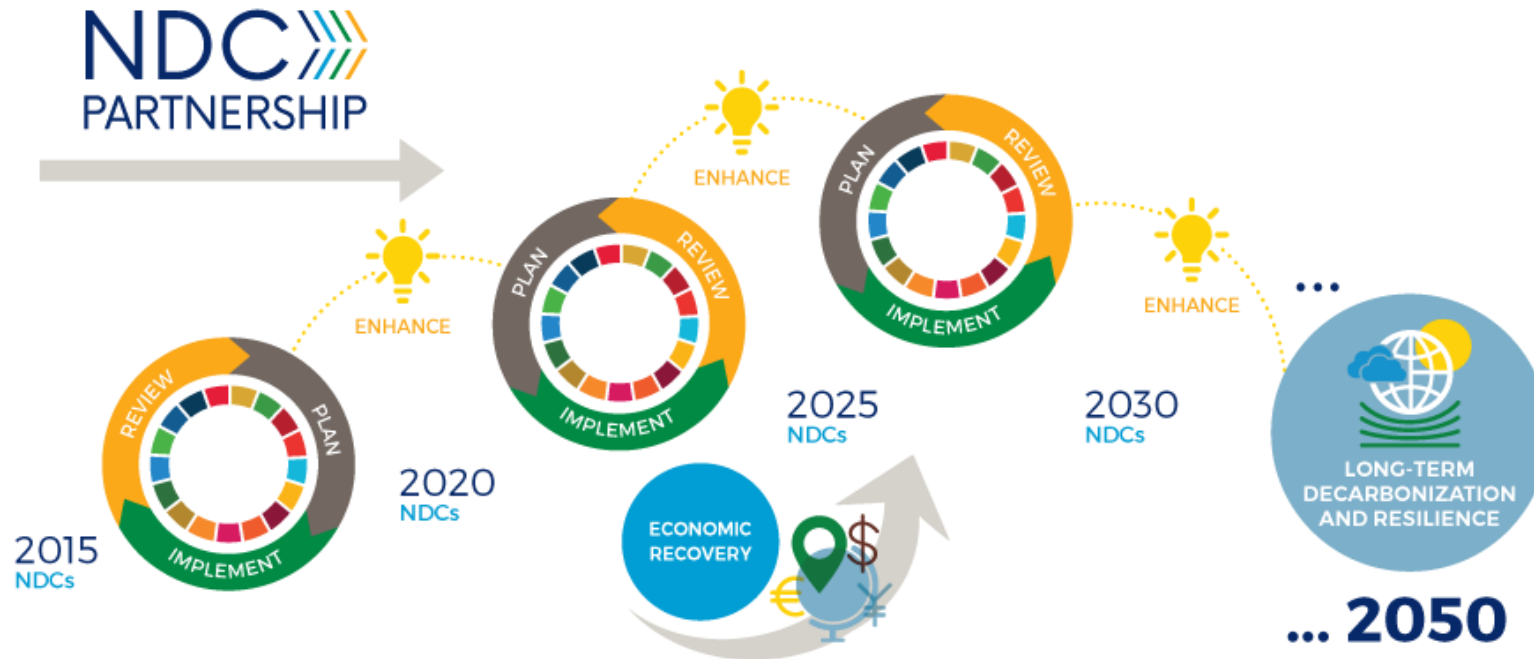 NDC
PARTNERSHIP
REVIEW
PLAN
IMPLEMENT
2015
NDCs
ENHANCE
2020
NDCs
PLAN
REVIEW
IMPLEMENT
ENHANCE
2025
NDCs
ECONOMIC
RECOVERY
€
$
¥
PLAN
REVIEW
IMPLEMENT
ENHANCE
2030
NDCs
...
LONG-TERM
DECARBONIZATION
AND RESILIENCE
... 2050